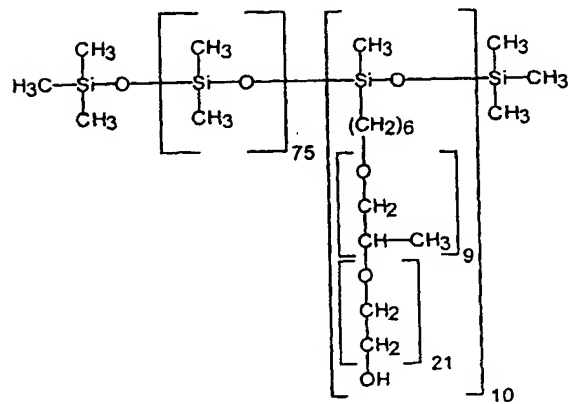 CH3 CH3 CH3 CH3
H3C Si O Si O Si O Si CH3
CH3 CH3 (CH2)6 CH3
75
O
CH2
CH CH3
9
O
CH2
CH2
21
OH
10